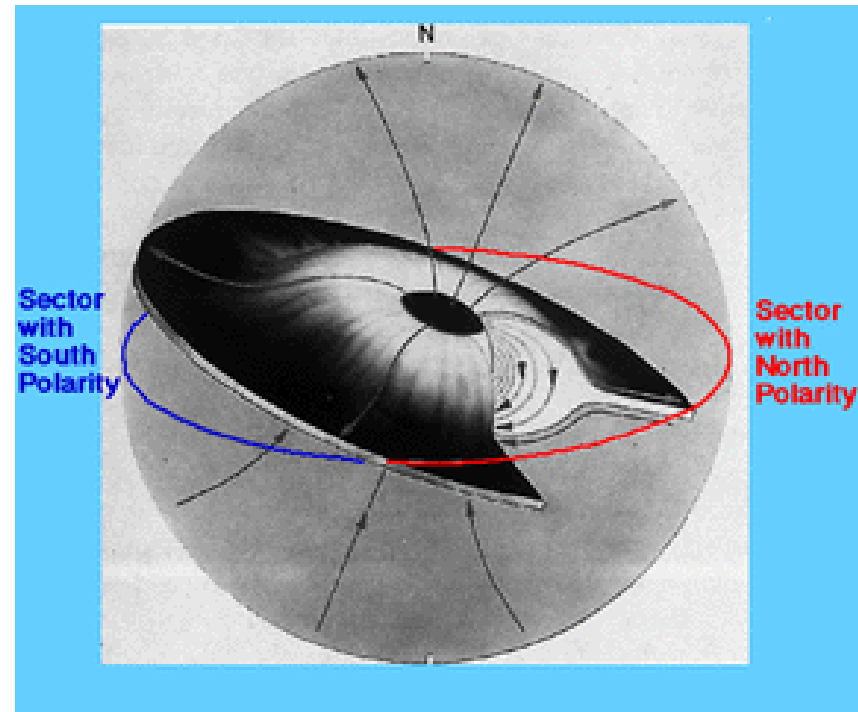 N
Sector
with
South
Polarity
Sector
with
North
Polarity